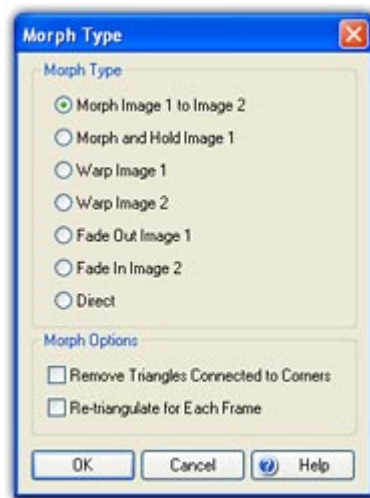 Morph Type
Morph Type
Morph Image 1 to Image 2
Morph and Hold Image 1
Warp Image 1
Warp Image 2
Fade Out Image 1
Fade In Image 2
Direct
Morph Options
Remove Triangles Connected to Corners
Re-triangulate for Each Frame
OK Cancel Help